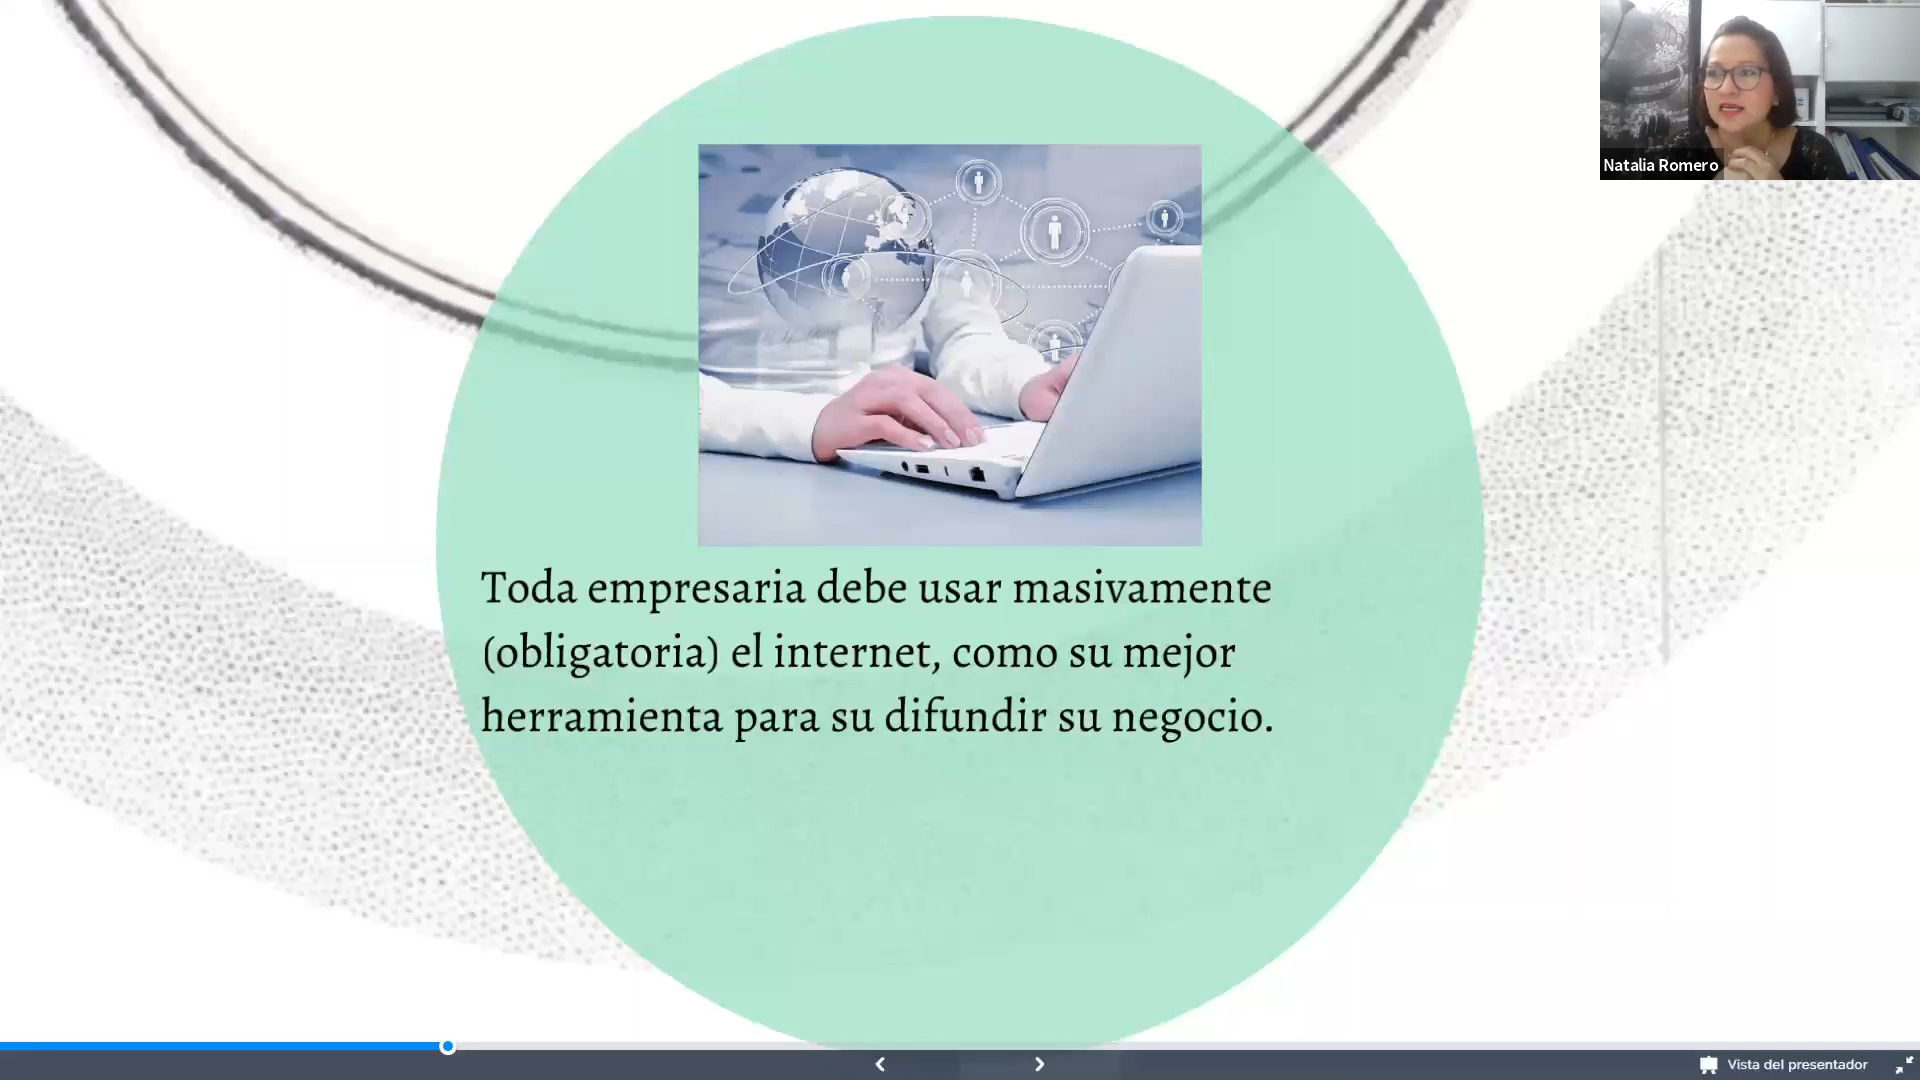 Natalia Romero
Toda empresaria debe usar masivamente
(obligatoria) el internet, como su mejor
herramienta para su difundir su negocio.
Vista del presentador